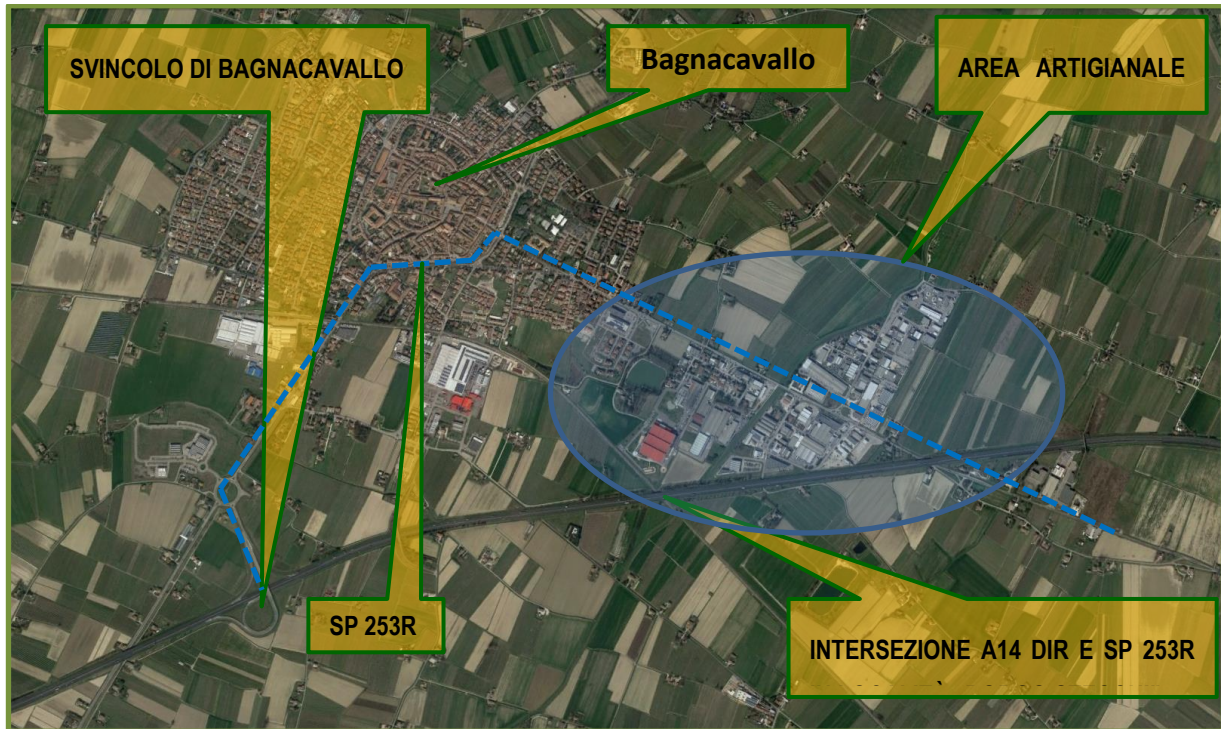 SVINCOLO DI BAGNACAVALLO
Bagnacavallo
AREA ARTIGIANALE
SP 253R
INTERSEZIONE A14 DIR E SP 253R